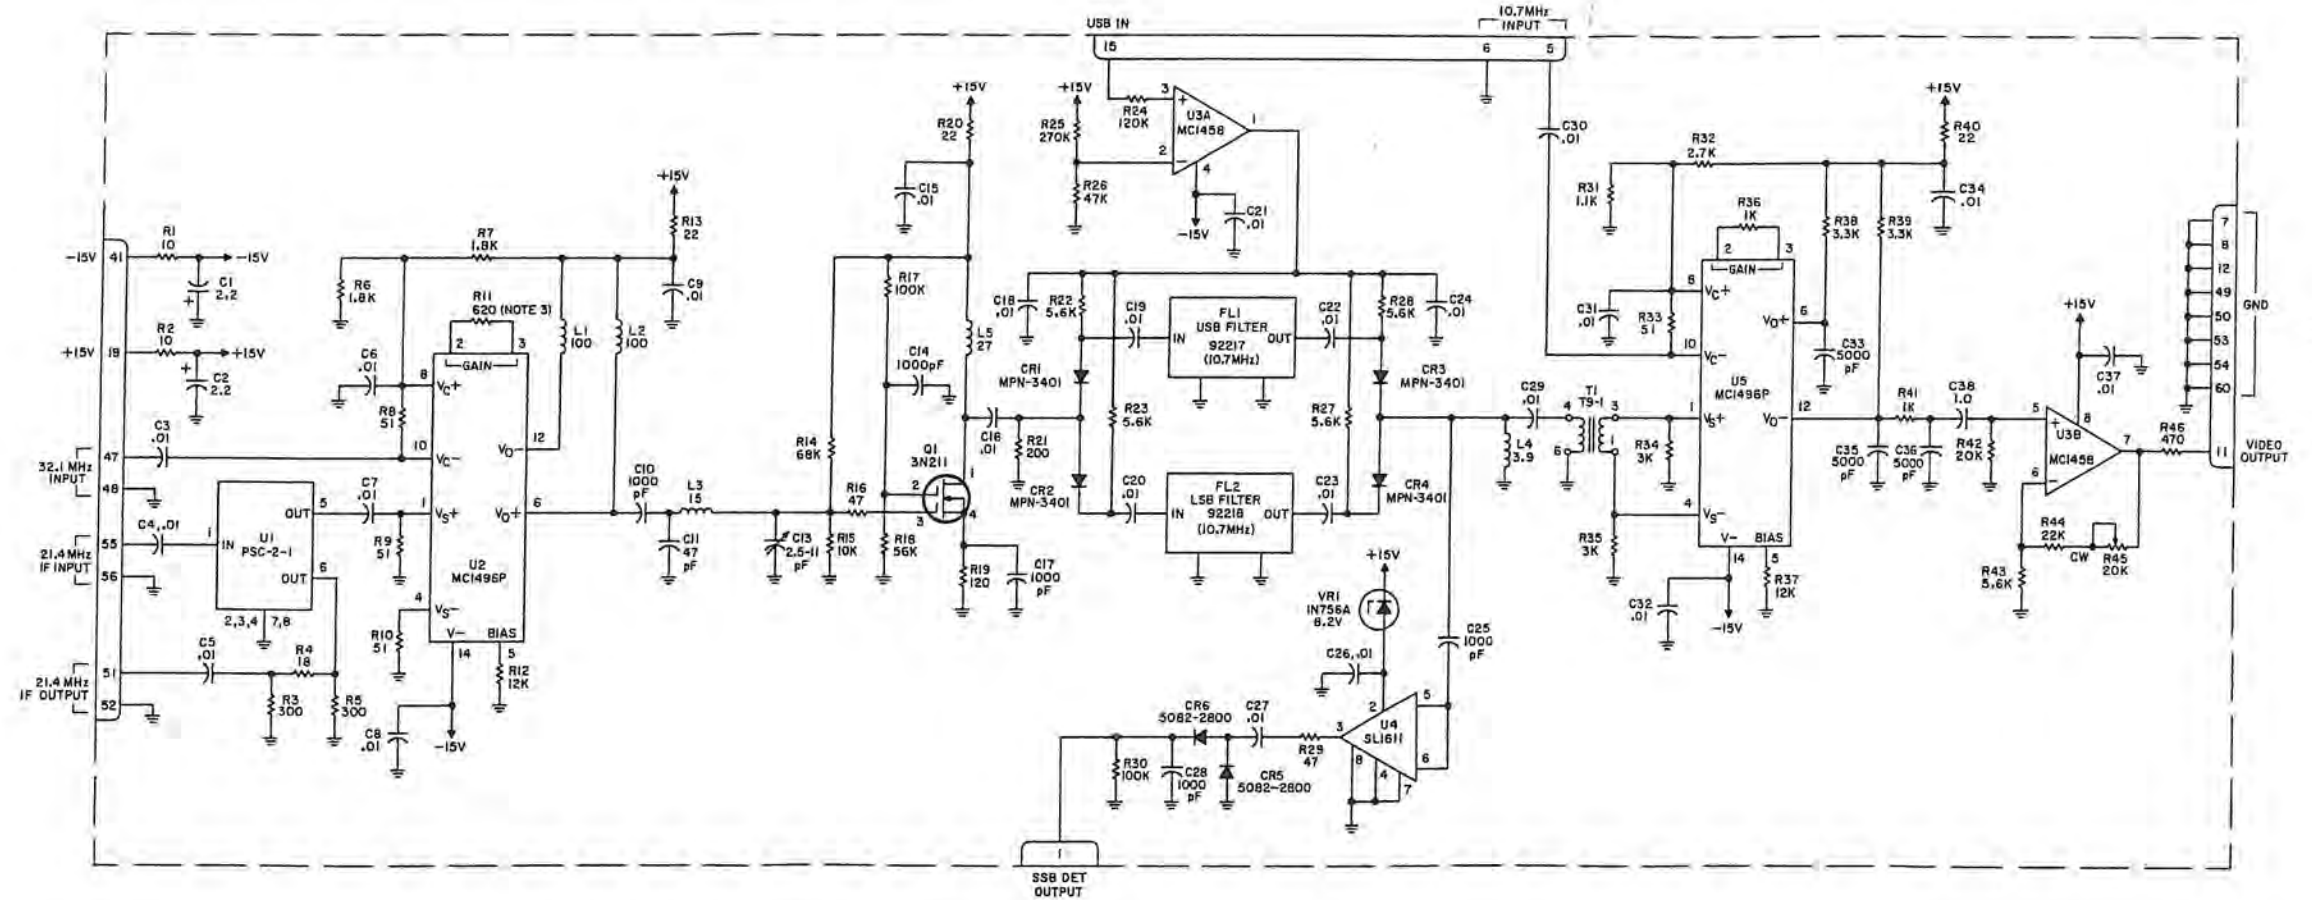 USB IN
10.7MHz
INPUT
15
6
5
+15V
R20
22
C15
.01
+15V
R25
270K
R26
47K
R24
120K
3
+
U3A
MC1458
1
2
−
4
−15V
C21
.01
C30
.01
R31
1.1K
R32
2.7K
R36
1K
2
3
GAIN
+15V
R40
22
C34
.01
R38
3.3K
R39
3.3K
−15V
41
R1
10
−15V
C1
2.2
+
+15V
19
R2
10
+15V
C2
2.2
+
R6
1.8K
R7
1.8K
R11
620 (NOTE 3)
2
3
GAIN
+15V
R13
22
C9
.01
L1
100
L2
100
C6
.01
R8
51
8
VC+
10
VC−
12
VO−
1
VS+
6
VO+
U2
MC1496P
4
VS−
V−
BIAS
14
5
R12
12K
C8
.01
−15V
C3
.01
32.1 MHz
INPUT
47
48
C7
.01
R9
51
R10
51
C4,.01
1
IN
U1
PSC-2-1
OUT
5
OUT
6
2,3,4
7,8
21.4MHz
IF INPUT
55
56
C5
.01
R4
18
R3
300
R5
300
21.4MHz
IF OUTPUT
51
52
C10
1000
pF
L3
15
C11
47
pF
C13
2.5-11
pF
R14
68K
R15
10K
R16
47
R17
100K
R18
56K
C14
1000pF
L5
27
Q1
3N211
1
2
3
4
R19
120
C17
1000
pF
C16
.01
R21
200
C18
.01
R22
5.6K
C19
.01
CR1
MPN-3401
R23
5.6K
CR2
MPN-3401
C20
.01
FL1
USB FILTER
92217
(10.7MHz)
IN
OUT
FL2
LSB FILTER
92218
(10.7MHz)
IN
OUT
C22
.01
R28
5.6K
C24
.01
CR3
MPN-3401
R27
5.6K
C23
.01
CR4
MPN-3401
C29
.01
L4
3.9
T1
T9-1
4
3
6
1
R34
3K
R35
3K
C31
.01
R33
51
8
VC+
10
VC−
6
VO+
C33
5000
pF
U5
MC1496P
1
VS+
VO−
12
4
VS−
V−
BIAS
14
5
R37
12K
C32
.01
−15V
R41
1K
C35
5000
pF
C36
5000
pF
C38
1.0
R42
20K
+15V
C37
.01
5
+
U3B
MC1458
8
7
6
−
R44
22K
CW
R45
20K
R43
5.6K
R46
470
7
8
12
49
50
53
54
60
GND
11
VIDEO
OUTPUT
+15V
VR1
1N756A
8.2V
C26,.01
C25
1000
pF
2
5
3
U4
SL1611
6
8
4
7
R29
47
C27
.01
CR6
5082-2800
CR5
5082-2800
C28
1000
pF
R30
100K
1
SSB DET
OUTPUT